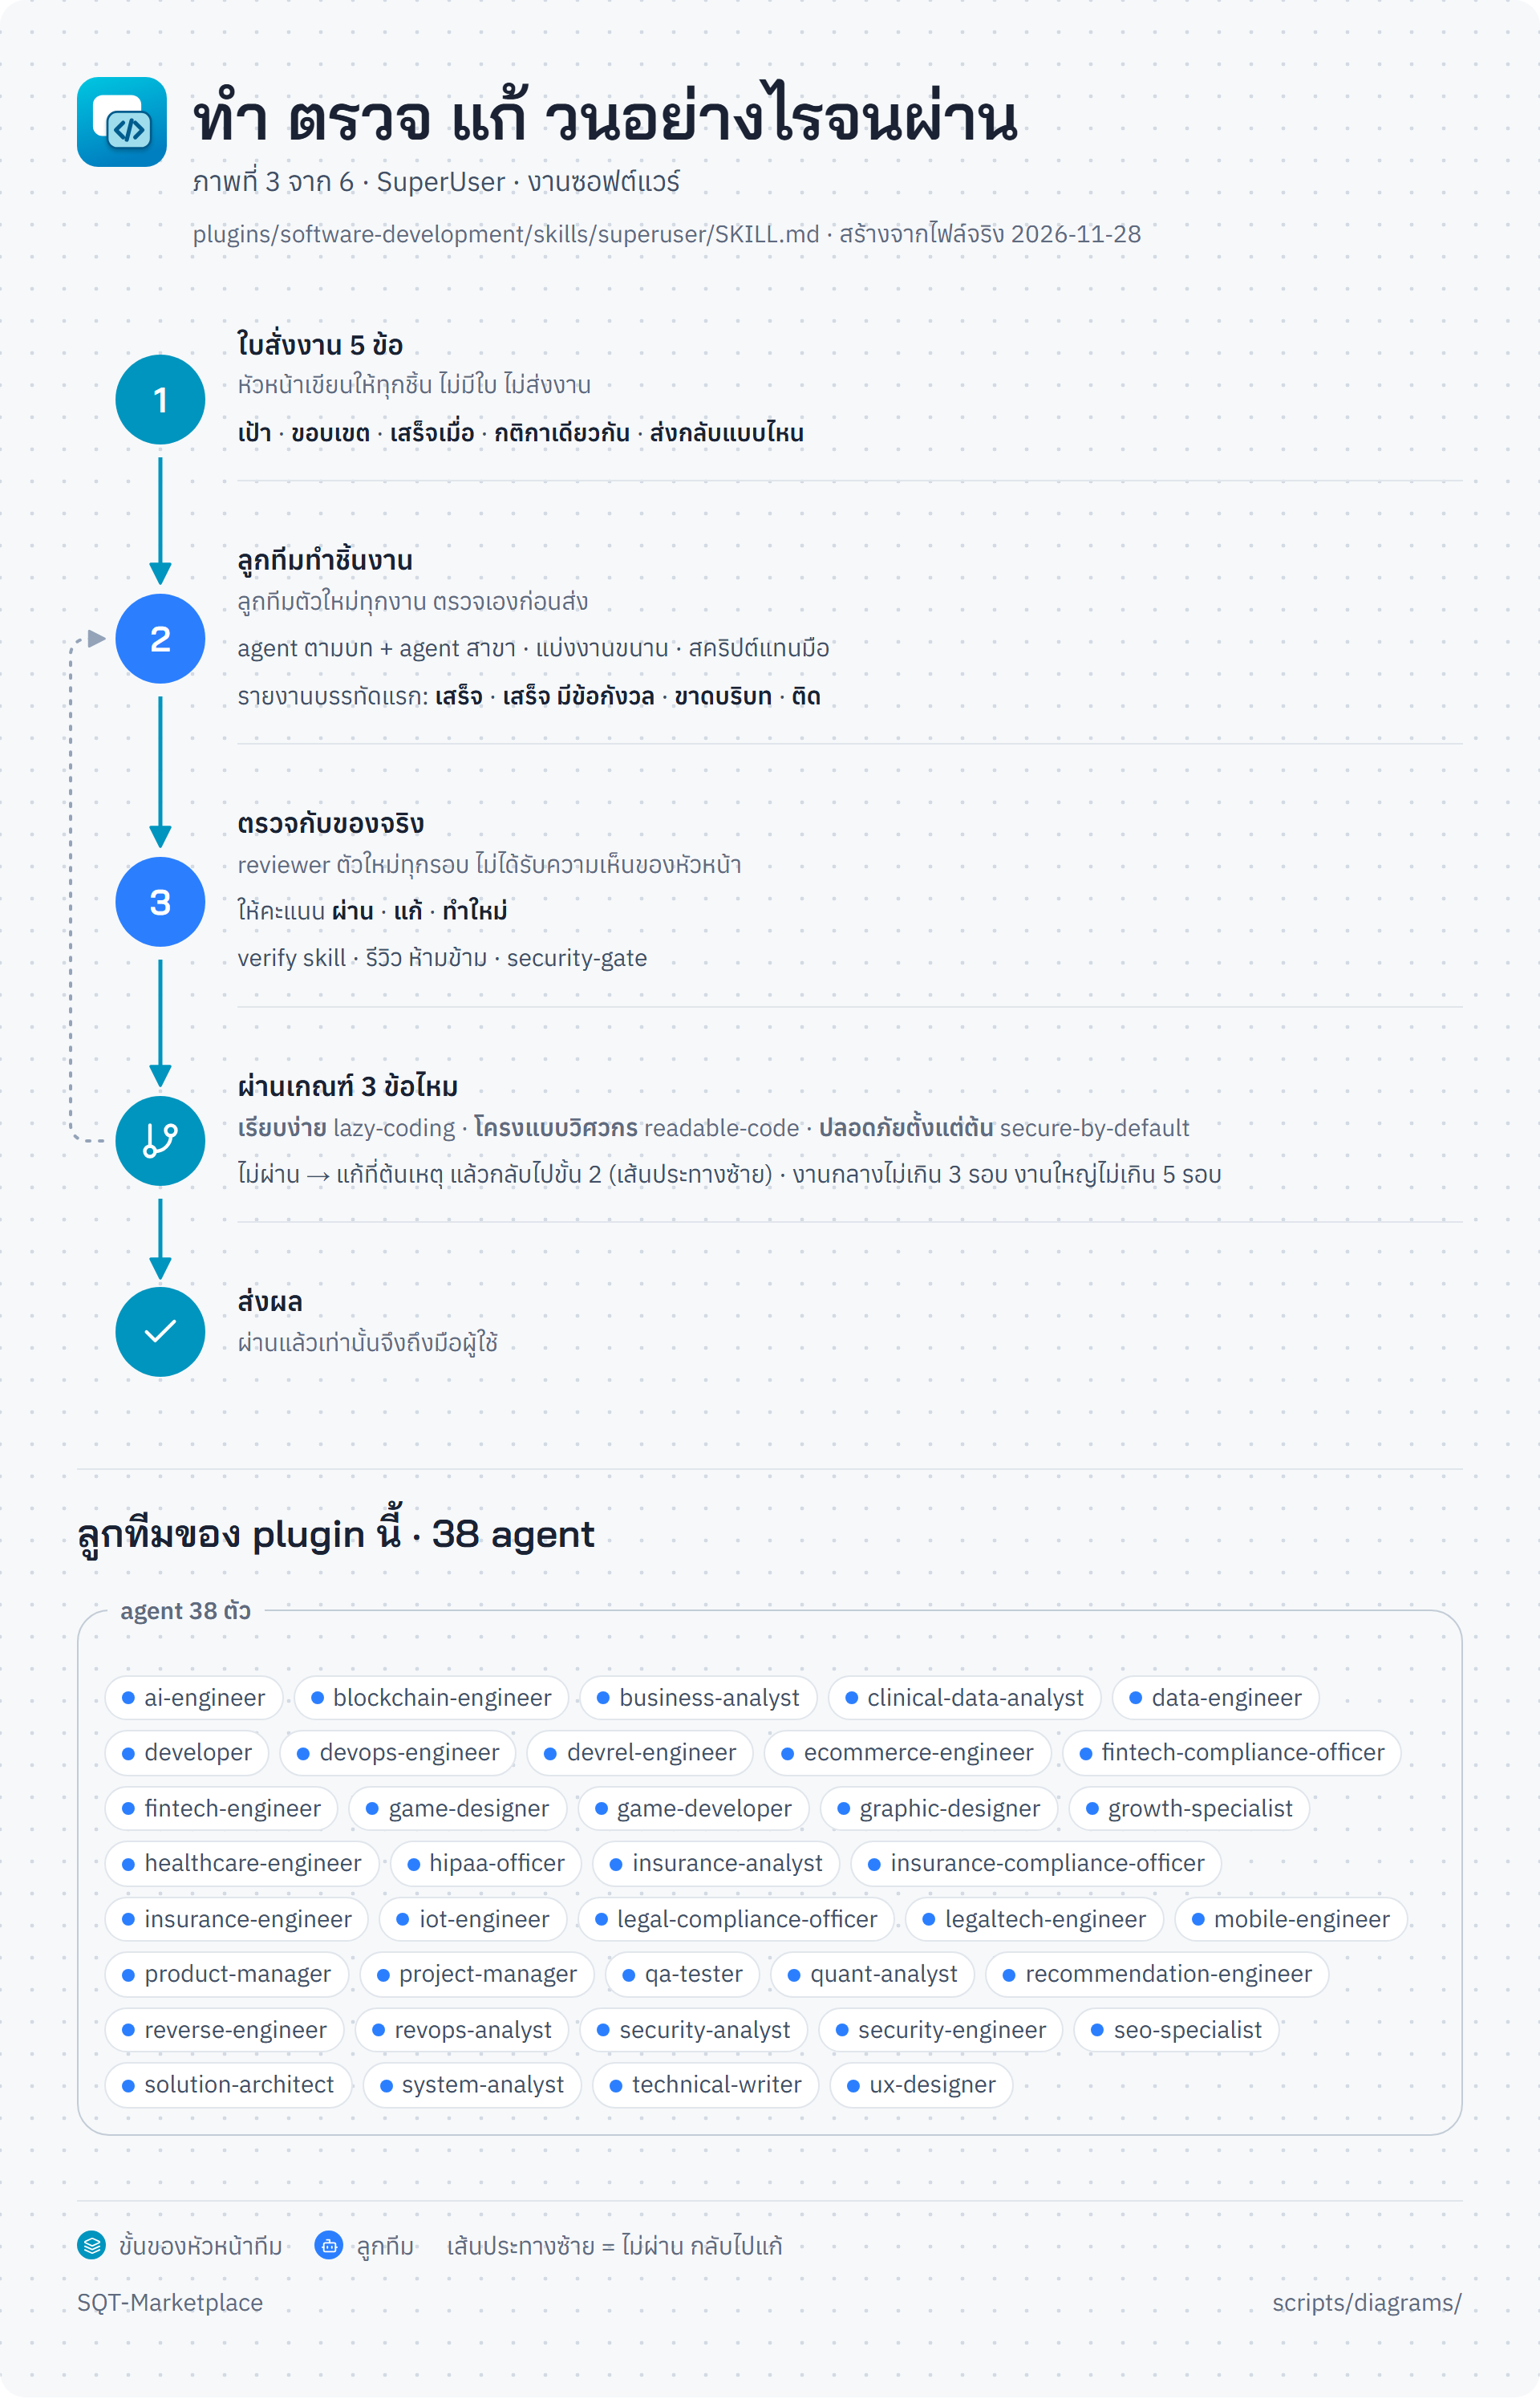 ทำ ตรวจ แก้ วนอย่างไรจนผ่าน
ภาพที่ 3 จาก 6 · SuperUser · งานซอฟต์แวร์
plugins/software-development/skills/superuser/SKILL.md · สร้างจากไฟล์จริง 2026-11-28
1
ใบสั่งงาน 5 ข้อ
หัวหน้าเขียนให้ทุกชิ้น ไม่มีใบ ไม่ส่งงาน
เป้า · ขอบเขต · เสร็จเมื่อ · กติกาเดียวกัน · ส่งกลับแบบไหน
2
ลูกทีมทำชิ้นงาน
ลูกทีมตัวใหม่ทุกงาน ตรวจเองก่อนส่ง
agent ตามบท + agent สาขา · แบ่งงานขนาน · สคริปต์แทนมือ
รายงานบรรทัดแรก: เสร็จ · เสร็จ มีข้อกังวล · ขาดบริบท · ติด
3
ตรวจกับของจริง
reviewer ตัวใหม่ทุกรอบ ไม่ได้รับความเห็นของหัวหน้า
ให้คะแนน ผ่าน · แก้ · ทำใหม่
verify skill · รีวิว ห้ามข้าม · security-gate
ผ่านเกณฑ์ 3 ข้อไหม
เรียบง่าย lazy-coding · โครงแบบวิศวกร readable-code · ปลอดภัยตั้งแต่ต้น secure-by-default
ไม่ผ่าน → แก้ที่ต้นเหตุ แล้วกลับไปขั้น 2 (เส้นประทางซ้าย) · งานกลางไม่เกิน 3 รอบ งานใหญ่ไม่เกิน 5 รอบ
ส่งผล
ผ่านแล้วเท่านั้นจึงถึงมือผู้ใช้
ลูกทีมของ plugin นี้ · 38 agent
agent 38 ตัว
ai-engineer blockchain-engineer business-analyst clinical-data-analyst data-engineer
developer devops-engineer devrel-engineer ecommerce-engineer fintech-compliance-officer
fintech-engineer game-designer game-developer graphic-designer growth-specialist
healthcare-engineer hipaa-officer insurance-analyst insurance-compliance-officer
insurance-engineer iot-engineer legal-compliance-officer legaltech-engineer mobile-engineer
product-manager project-manager qa-tester quant-analyst recommendation-engineer
reverse-engineer revops-analyst security-analyst security-engineer seo-specialist
solution-architect system-analyst technical-writer ux-designer
ขั้นของหัวหน้าทีม ลูกทีม เส้นประทางซ้าย = ไม่ผ่าน กลับไปแก้
SQT-Marketplace scripts/diagrams/